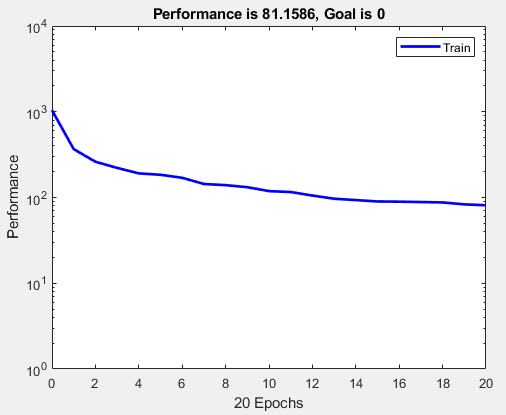 Performance is 81.1586, Goal is 0
10^4
10^3
10^2
10^1
10^0
Performance
Train
0 2 4 6 8 10 12 14 16 18 20
20 Epochs